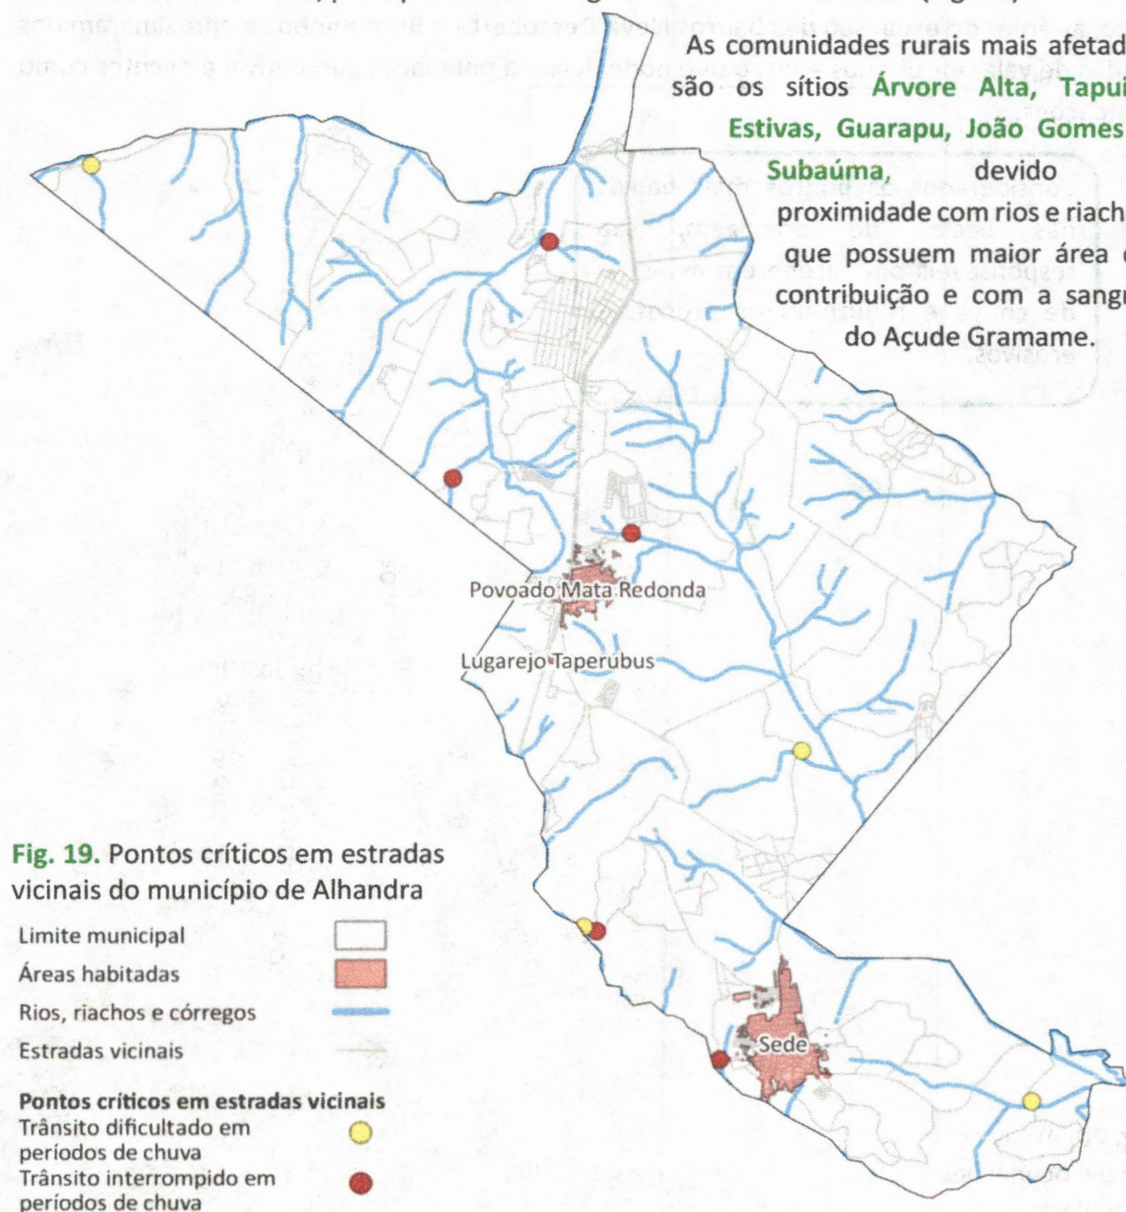 As comunidades rurais mais afetad
são os sítios Árvore Alta, Tapui
Estivas, Guarapu, João Gomes
Subaúma, devido
proximidade com rios e riach
que possuem maior área
contribuição e com a sangr
do Açude Gramame.
Povoado Mata Redonda
Lugarejo Taperubus
Sede
Fig. 19. Pontos críticos em estradas
vicinais do município de Alhandra
Limite municipal
Áreas habitadas
Rios, riachos e córregos
Estradas vicinais
Pontos críticos em estradas vicinais
Trânsito dificultado em
períodos de chuva
Trânsito interrompido em
períodos de chuva